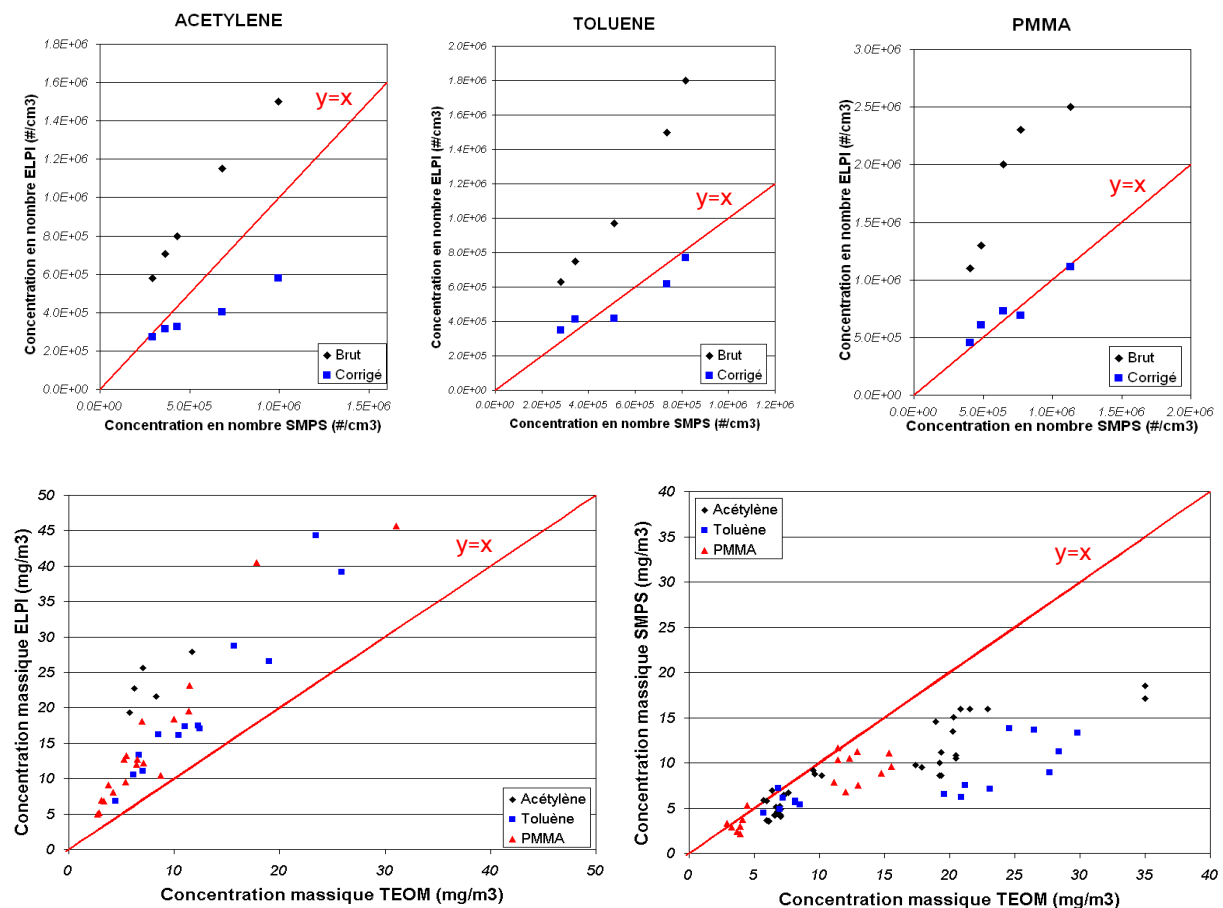 ACETYLENE
Concentration en nombre ELPI (#/cm3)
1.8E+06
1.6E+06
1.4E+06
1.2E+06
1.0E+06
8.0E+05
6.0E+05
4.0E+05
2.0E+05
0.0E+00
y=x
Brut
Corrigé
0.E+00
5.E+05
1.E+06
1.E+06
Concentration en nombre SMPS (#/cm3)
TOLUENE
Concentration en nombre ELPI (#/cm3)
2.0E+06
1.8E+06
1.6E+06
1.4E+06
1.2E+06
1.0E+06
8.0E+05
6.0E+05
4.0E+05
2.0E+05
0.0E+00
y=x
Brut
Corrigé
0.E+00
2.E+05
4.E+05
6.E+05
8.E+05
1.E+06
1.E+06
Concentration en nombre SMPS (#/cm3)
PMMA
Concentration en nombre ELPI (#/cm3)
3.0E+06
2.5E+06
2.0E+06
1.5E+06
1.0E+06
5.0E+05
0.0E+00
y=x
Brut
Corrigé
0.0E+00
5.0E+05
1.0E+06
1.5E+06
2.0E+06
Concentration en nombre SMPS (#/cm3)
Concentration massique ELPI (mg/m3)
50
45
40
35
30
25
20
15
10
5
0
y=x
Acétylène
Toluène
PMMA
0
10
20
30
40
50
Concentration massique TEOM (mg/m3)
Concentration massique SMPS (mg/m3)
40
35
30
25
20
15
10
5
0
Acétylène
Toluène
PMMA
y=x
0
5
10
15
20
25
30
35
40
Concentration massique TEOM (mg/m3)